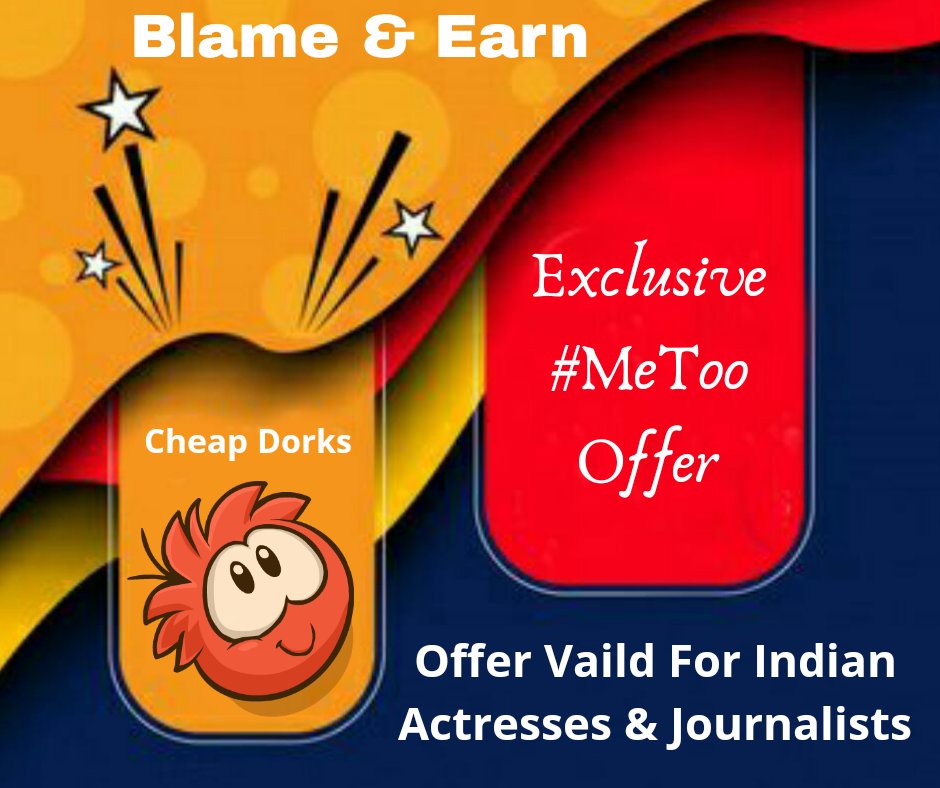 Blame & Earn
Exclusive
#MeToo
Offer
Cheap Dorks
Offer Vaild For Indian
Actresses & Journalists